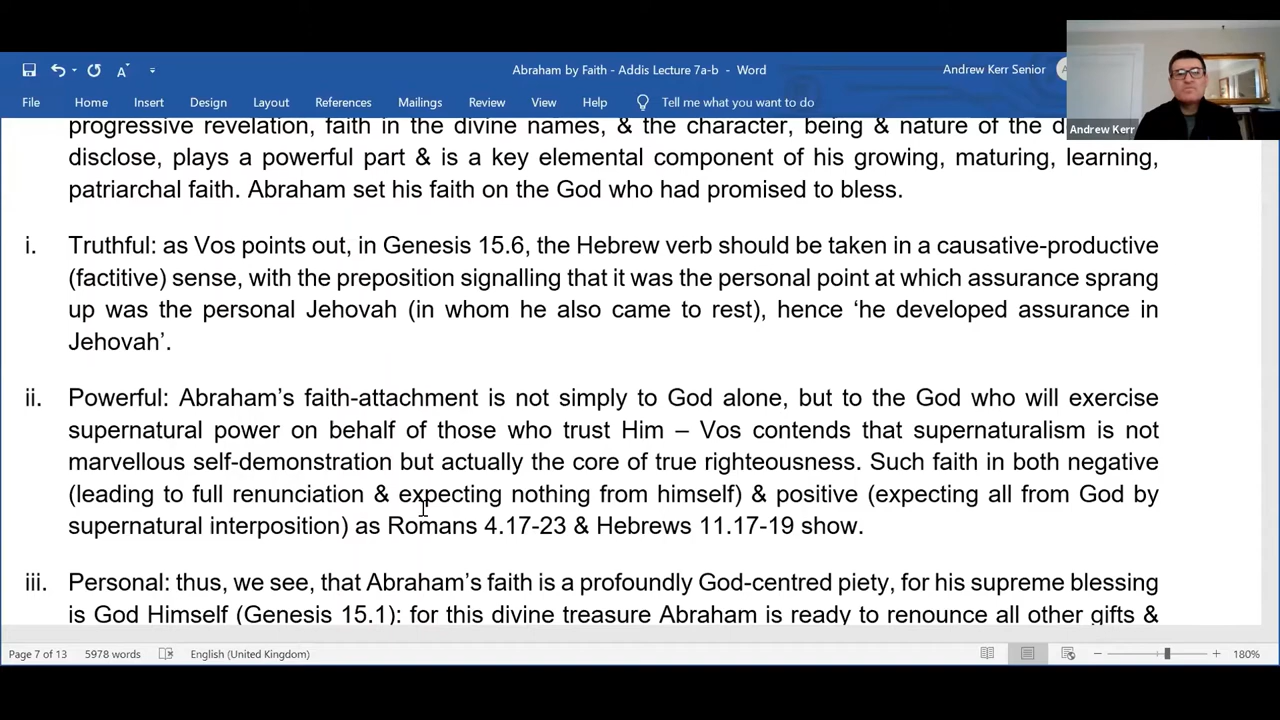 Abraham by Faith - Addis Lecture 7a-b - Word
Andrew Kerr Senior
File Home Insert Design Layout References Mailings Review View Help Tell me what you want to do
Andrew Kerr
progressive revelation, faith in the divine names, & the character, being & nature of the
disclose, plays a powerful part & is a key elemental component of his growing, maturing, learning,
patriarchal faith. Abraham set his faith on the God who had promised to bless.
i. Truthful: as Vos points out, in Genesis 15.6, the Hebrew verb should be taken in a causative-productive
(factitive) sense, with the preposition signalling that it was the personal point at which assurance sprang
up was the personal Jehovah (in whom he also came to rest), hence ‘he developed assurance in
Jehovah’.
ii. Powerful: Abraham’s faith-attachment is not simply to God alone, but to the God who will exercise
supernatural power on behalf of those who trust Him – Vos contends that supernaturalism is not
marvellous self-demonstration but actually the core of true righteousness. Such faith in both negative
(leading to full renunciation & expecting nothing from himself) & positive (expecting all from God by
supernatural interposition) as Romans 4.17-23 & Hebrews 11.17-19 show.
iii. Personal: thus, we see, that Abraham’s faith is a profoundly God-centred piety, for his supreme blessing
is God Himself (Genesis 15.1): for this divine treasure Abraham is ready to renounce all other gifts &
Page 7 of 13 5978 words English (United Kingdom) 180%